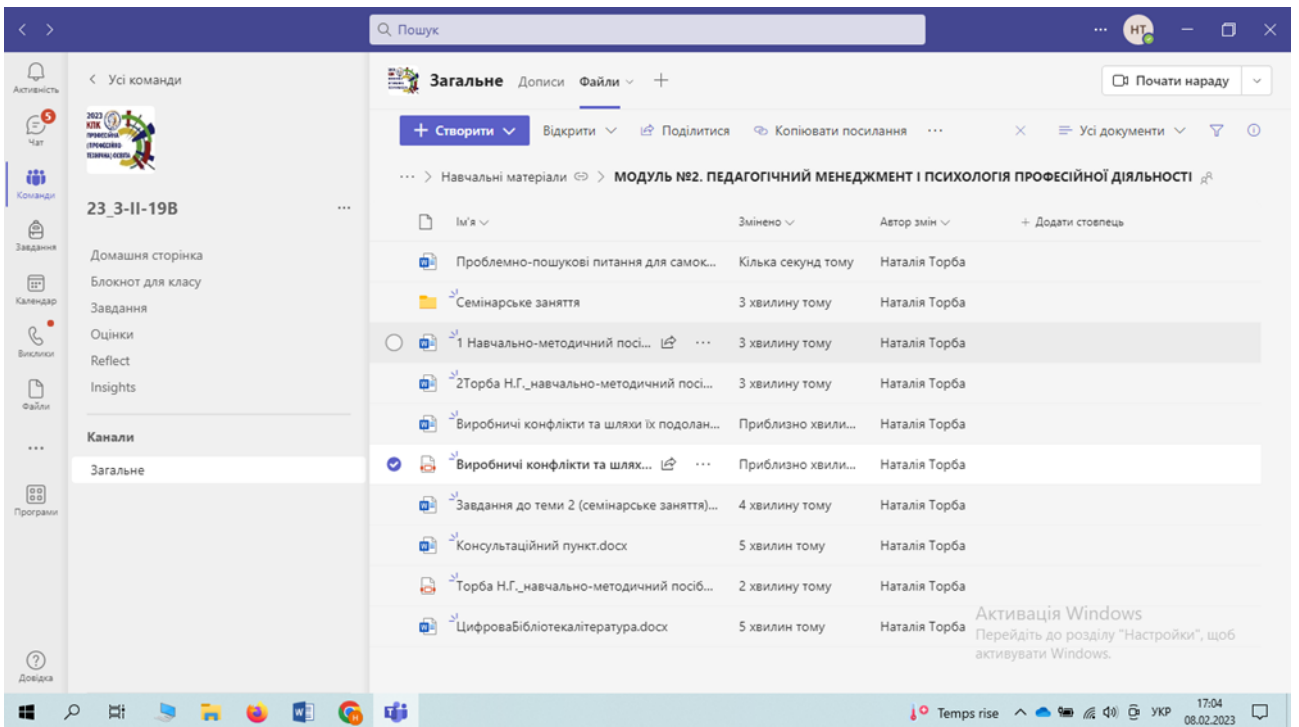 Пошук
НТ
Активність
Чат
5
Команди
Завдання
Календар
Виклики
Файли
Програми
Довідка
Усі команди
2023
КПК
23_3-ІІ-19В
Домашня сторінка
Блокнот для класу
Завдання
Оцінки
Reflect
Insights
Канали
Загальне
Загальне Дописи Файли
Почати нараду
Створити Відкрити Поділитися Копіювати посилання ... Усі документи
... > Навчальні матеріали > МОДУЛЬ №2. ПЕДАГОГІЧНИЙ МЕНЕДЖМЕНТ І ПСИХОЛОГІЯ ПРОФЕСІЙНОЇ ДІЯЛЬНОСТІ
Ім'я Змінено Автор змін + Додати стовпець
Проблемно-пошукові питання для самок... Кілька секунд тому Наталія Торба
Семінарське заняття 3 хвилину тому Наталія Торба
1 Навчально-методичний посі... 3 хвилину тому Наталія Торба
2Торба Н.Г._навчально-методичний посі... 3 хвилину тому Наталія Торба
Виробничі конфлікти та шляхи їх подолан... Приблизно хвили... Наталія Торба
Виробничі конфлікти та шлях... Приблизно хвили... Наталія Торба
Завдання до теми 2 (семінарське заняття)... 4 хвилину тому Наталія Торба
Консультаційний пункт.docx 5 хвилин тому Наталія Торба
Торба Н.Г._навчально-методичний посіб... 2 хвилину тому Наталія Торба
ЦифроваБібліотекалітература.docx 5 хвилин тому Наталія Торба
Активація Windows
Перейдіть до розділу "Настройки", щоб
активувати Windows.
Temps rise УКР 17:04
08.02.2023